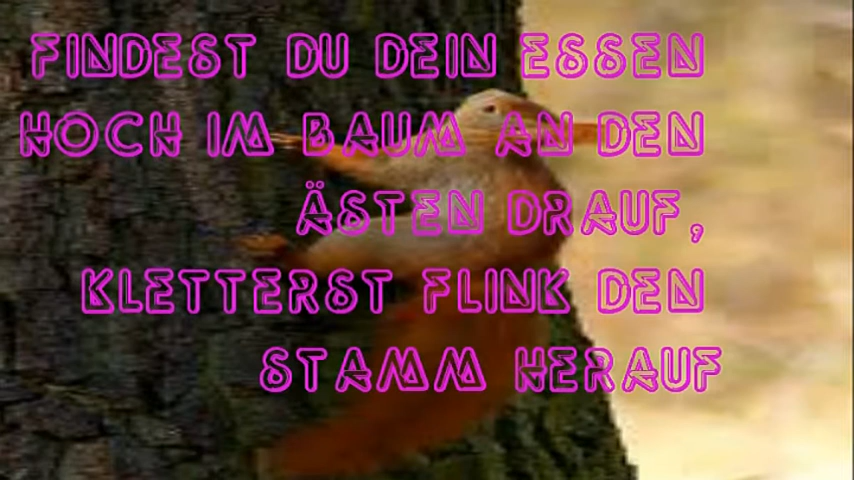 FINDEST DU DEIN ESSEN
HOCH IM BAUM AN DEN
ÄSTEN DRAUF,
KLETTERST FLINK DEN
STAMM HERAUF